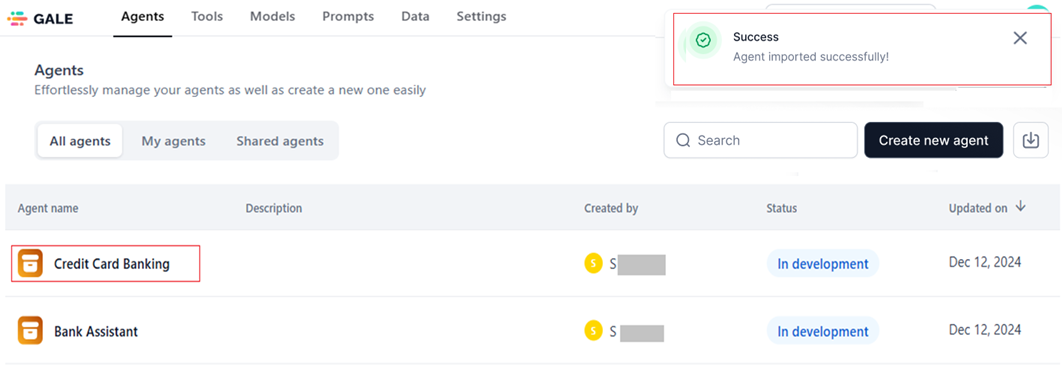 GALE Agents Tools Models Prompts Data Settings
Success
Agent imported successfully!
Agents
Effortlessly manage your agents as well as create a new one easily
All agents My agents Shared agents Search Create new agent
Agent name Description Created by Status Updated on
Credit Card Banking S S In development Dec 12, 2024
Bank Assistant S S In development Dec 12, 2024